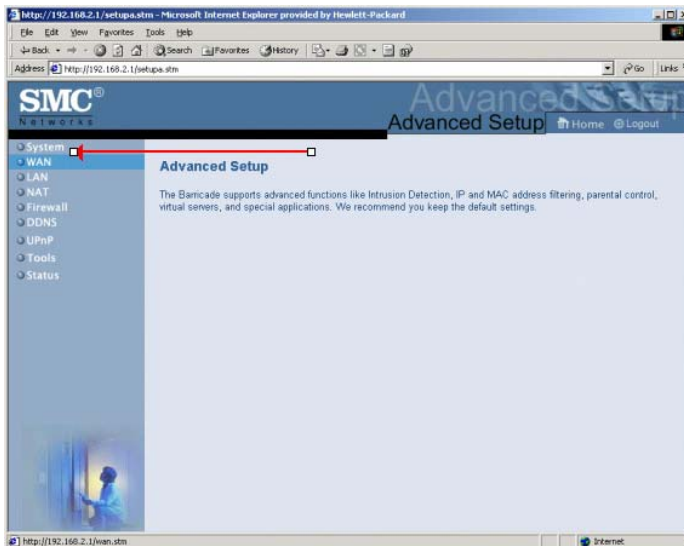 http://192.168.2.1/setupa.stm - Microsoft Internet Explorer provided by Hewlett-Packard
File Edit View Favorites Tools Help
Back Search Favorites History
Address http://192.168.2.1/setupa.stm Go Links
SMC®
Networks
Advanced Setup
Advanced Setup Home Logout
System
WAN
LAN
NAT
Firewall
DDNS
UPnP
Tools
Status
Advanced Setup
The Barricade supports advanced functions like Intrusion Detection, IP and MAC address filtering, parental control,
virtual servers, and special applications. We recommend you keep the default settings.
http://192.168.2.1/wan.stm Internet